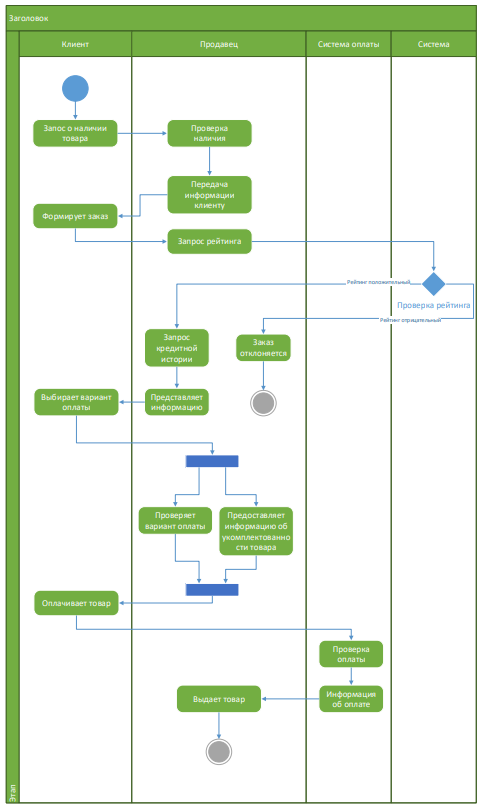 Заголовок
Клиент
Продавец
Система оплаты
Система
Запос о наличии
товара
Проверка
наличия
Передача
информации
клиенту
Формирует заказ
Запрос рейтинга
Рейтинг положительный
Проверка рейтинга
Рейтинг отрицательный
Запрос
кредитной
истории
Заказ
отклоняется
Выбирает вариант
оплаты
Представляет
информацию
Проверяет
вариант оплаты
Предоставляет
информацию об
укомплектованно
сти товара
Оплачивает товар
Проверка
оплаты
Выдает товар
Информация
об оплате
Этап